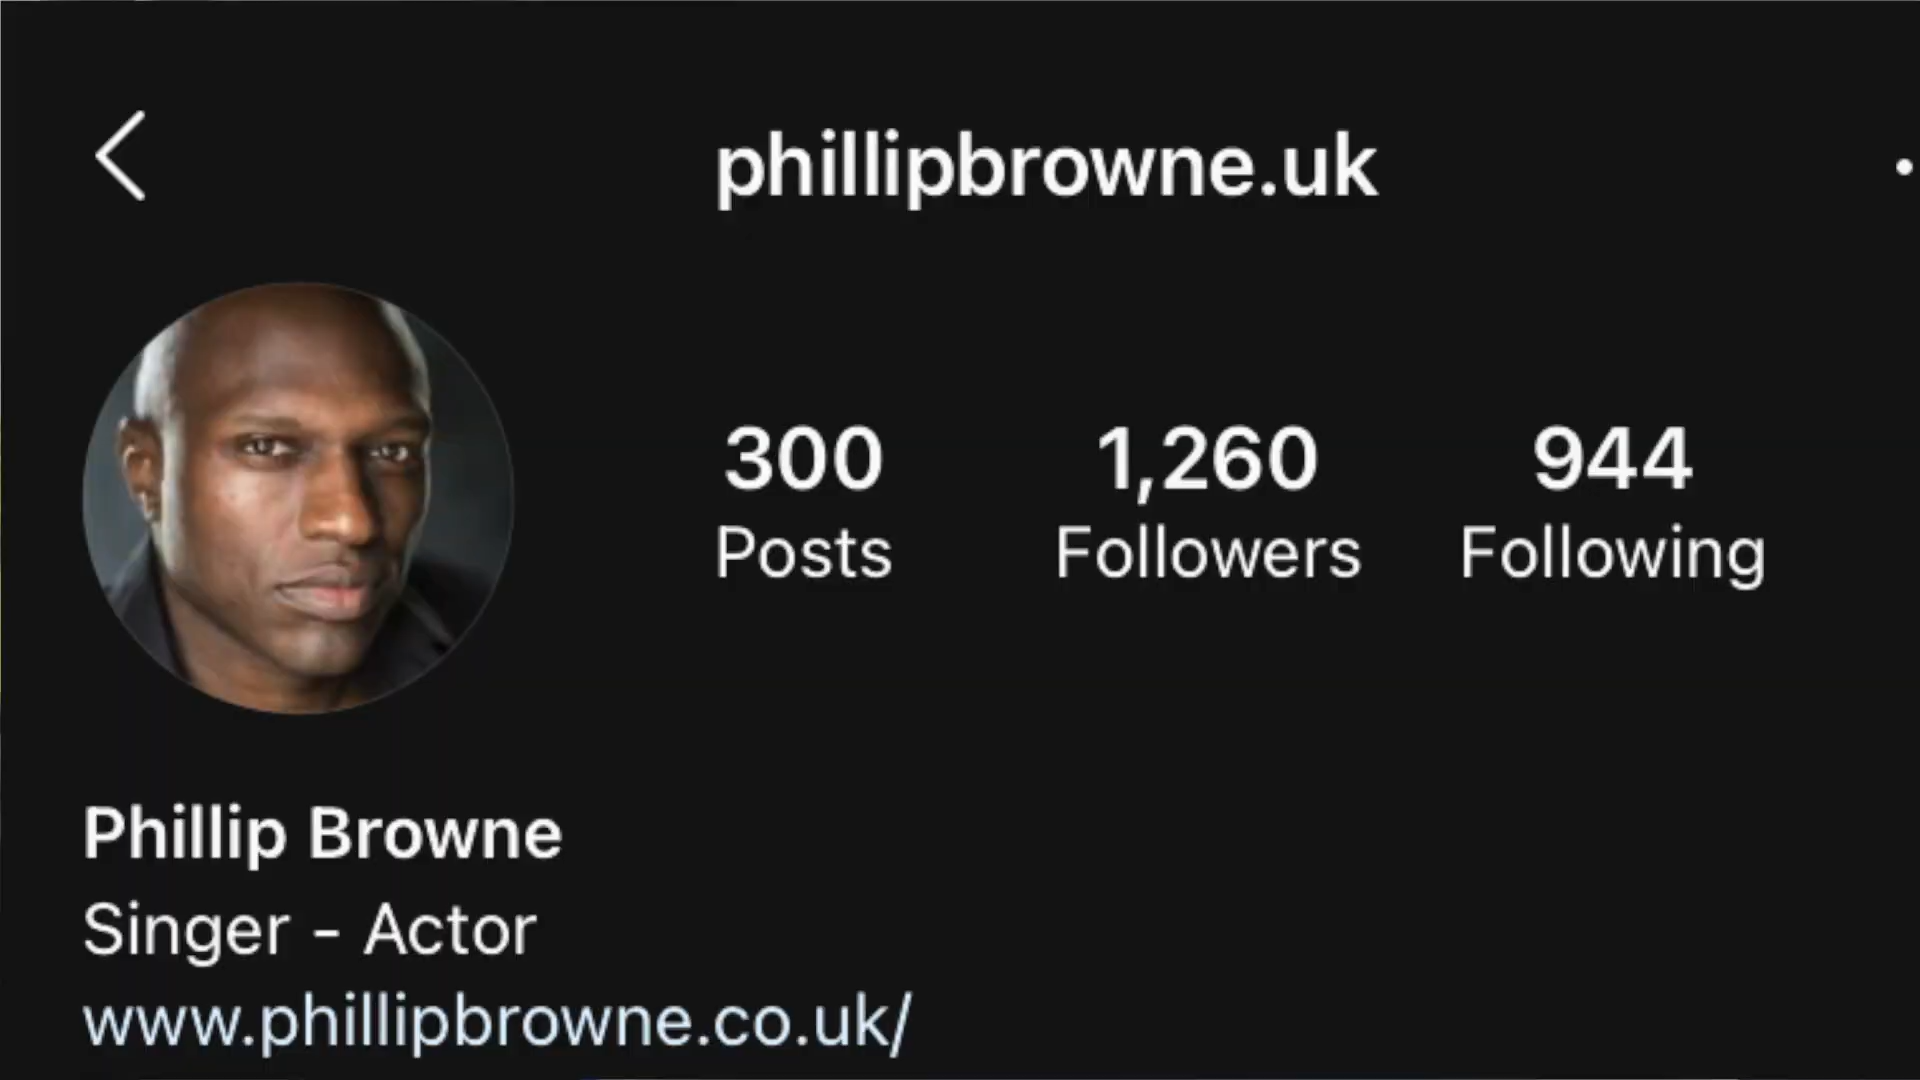 phillipbrowne.uk
300 1,260 944
Posts Followers Following
Phillip Browne
Singer - Actor
www.phillipbrowne.co.uk/